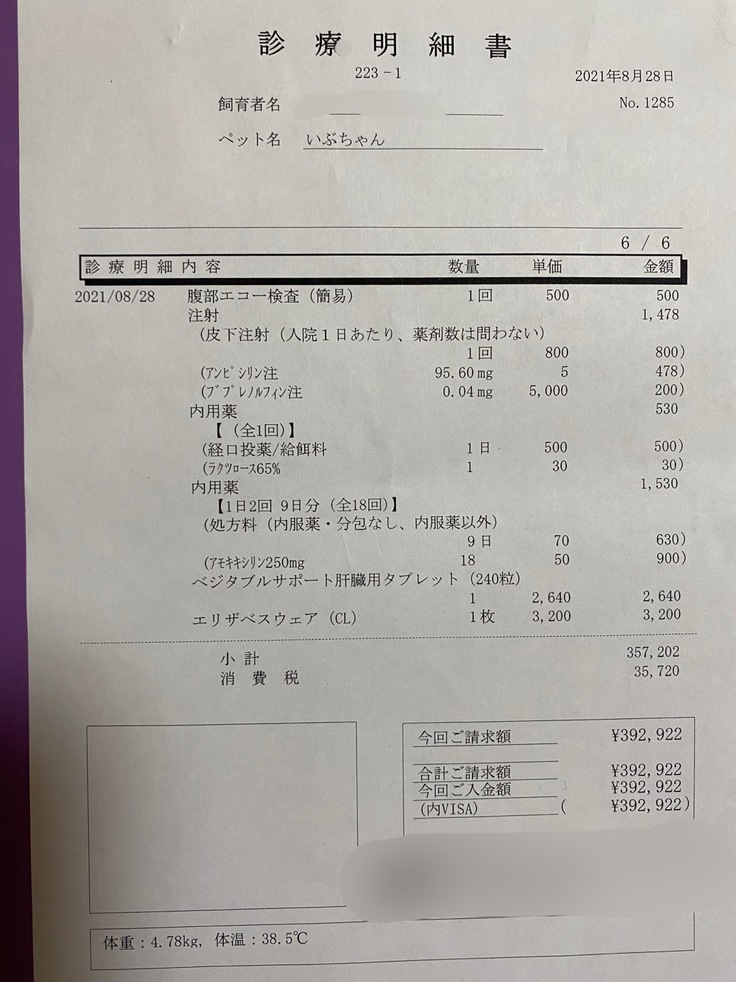 診療明細書
223-1
2021年8月28日
飼育者名
No.1285
ペット名 いぶちゃん
6 / 6
診療明細内容 数量 単価 金額
2021/08/28 腹部エコー検査（簡易） 1回 500 500
注射 1,478
(皮下注射（入院１日あたり、薬剤数は問わない）
1回 800 800)
(ｱﾝﾋﾟｼﾘﾝ注 95.60mg 5 478)
(ﾌﾞﾌﾟﾚﾉﾙﾌｨﾝ注 0.04mg 5,000 200)
内用薬 530
【（全1回)】
(経口投薬/給餌料 1日 500 500)
(ﾗｸﾂﾛｰｽ65% 1 30 30)
内用薬 1,530
【1日2回 9日分（全18回)】
(処方料（内服薬・分包なし、内服薬以外）
9日 70 630)
(ｱﾓｷｷｼﾘﾝ250mg 18 50 900)
ベジタブルサポート肝臓用タブレット（240粒）
1 2,640 2,640
エリザベスウェア（CL） 1枚 3,200 3,200
小計 357,202
消費税 35,720
今回ご請求額 ¥392,922
合計ご請求額 ¥392,922
今回ご入金額 ¥392,922
(内VISA) ( ¥392,922)
体重：4.78kg, 体温：38.5℃